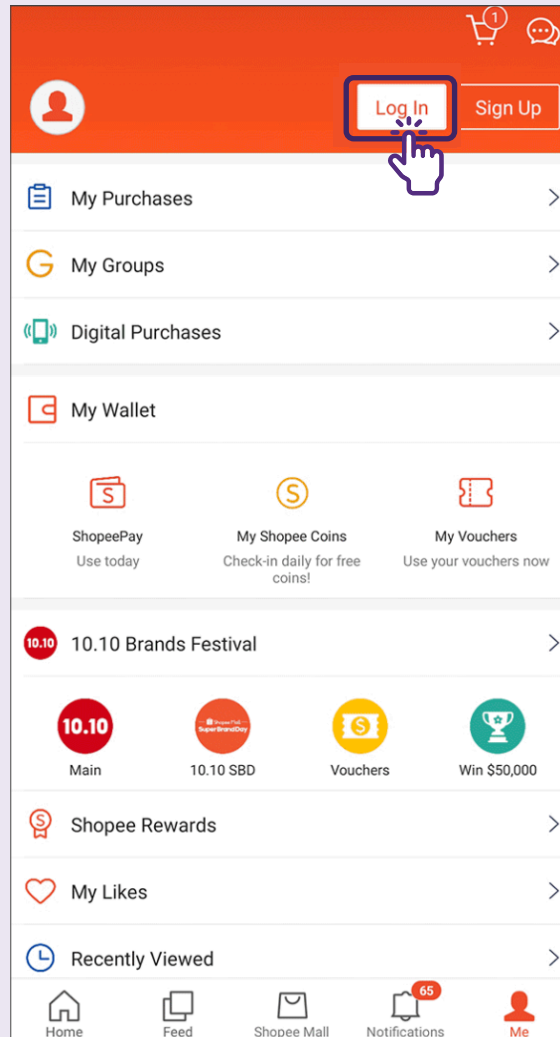 1
Log In
Sign Up
My Purchases
G
My Groups
Digital Purchases
My Wallet
S
S
ShopeePay
My Shopee Coins
My Vouchers
Use today
Check-in daily for free
coins!
Use your vouchers now
10.10
10.10 Brands Festival
10.10
Shopee Mall
SuperBrandDay
S
Main
10.10 SBD
Vouchers
Win $50,000
S
Shopee Rewards
My Likes
Recently Viewed
65
Home
Feed
Shopee Mall
Notifications
Me